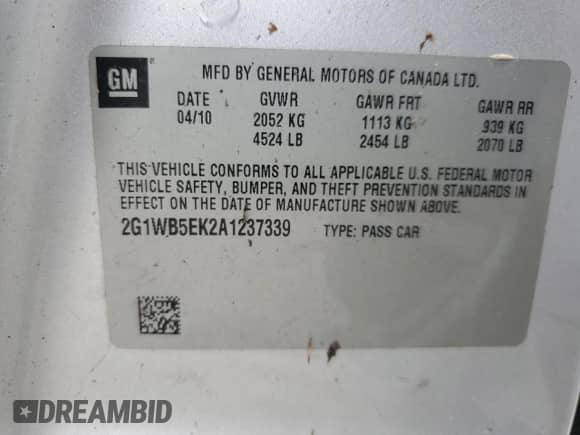 GM
MFD BY GENERAL MOTORS OF CANADA LTD.
DATE GVWR GAWR FRT GAWR RR
04/10 2052 KG 1113 KG 939 KG
4524 LB 2454 LB 2070 LB
THIS VEHICLE CONFORMS TO ALL APPLICABLE U.S. FEDERAL MOTOR
VEHICLE SAFETY, BUMPER, AND THEFT PREVENTION STANDARDS IN
EFFECT ON THE DATE OF MANUFACTURE SHOWN ABOVE.
2G1WB5EK2A1237339 TYPE: PASS CAR
DREAMBID